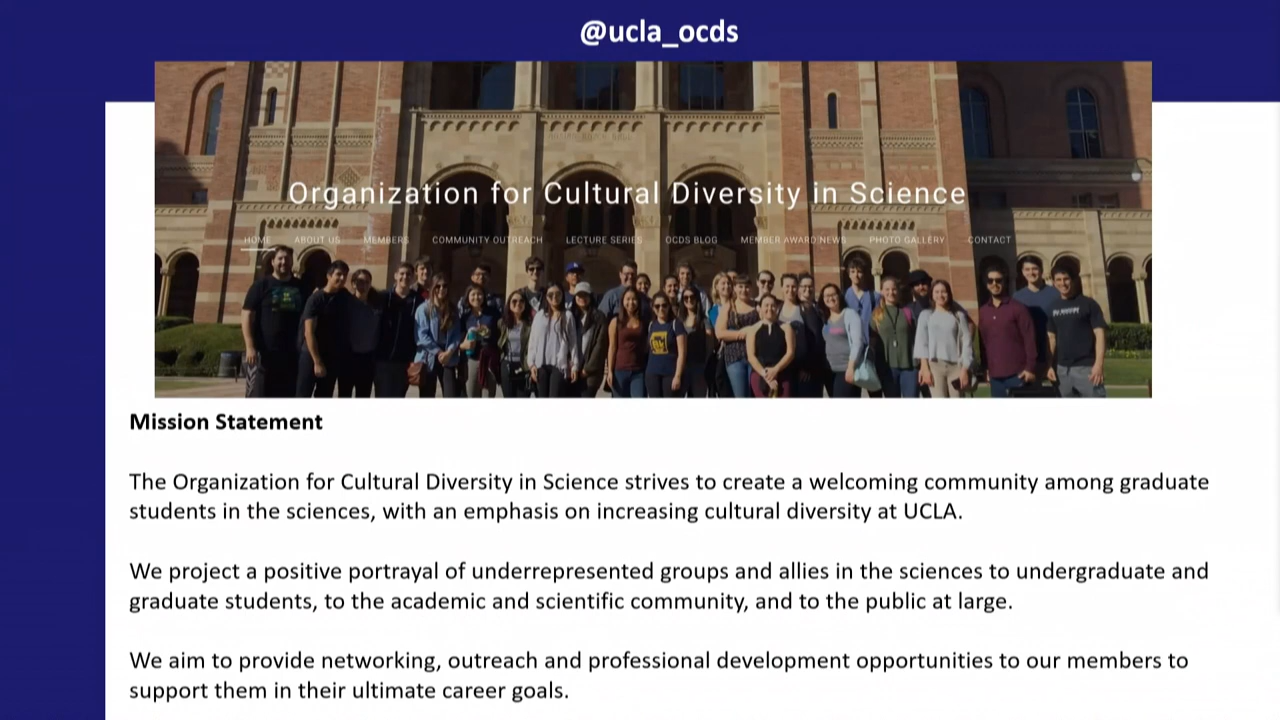 @ucla_ocds
Organization for Cultural Diversity in Science
HOME ABOUT US MEMBERS COMMUNITY OUTREACH LECTURE SERIES OCDS BLOG MEMBER AWARD NEWS PHOTO GALLERY CONTACT
Mission Statement
The Organization for Cultural Diversity in Science strives to create a welcoming community among graduate
students in the sciences, with an emphasis on increasing cultural diversity at UCLA.
We project a positive portrayal of underrepresented groups and allies in the sciences to undergraduate and
graduate students, to the academic and scientific community, and to the public at large.
We aim to provide networking, outreach and professional development opportunities to our members to
support them in their ultimate career goals.